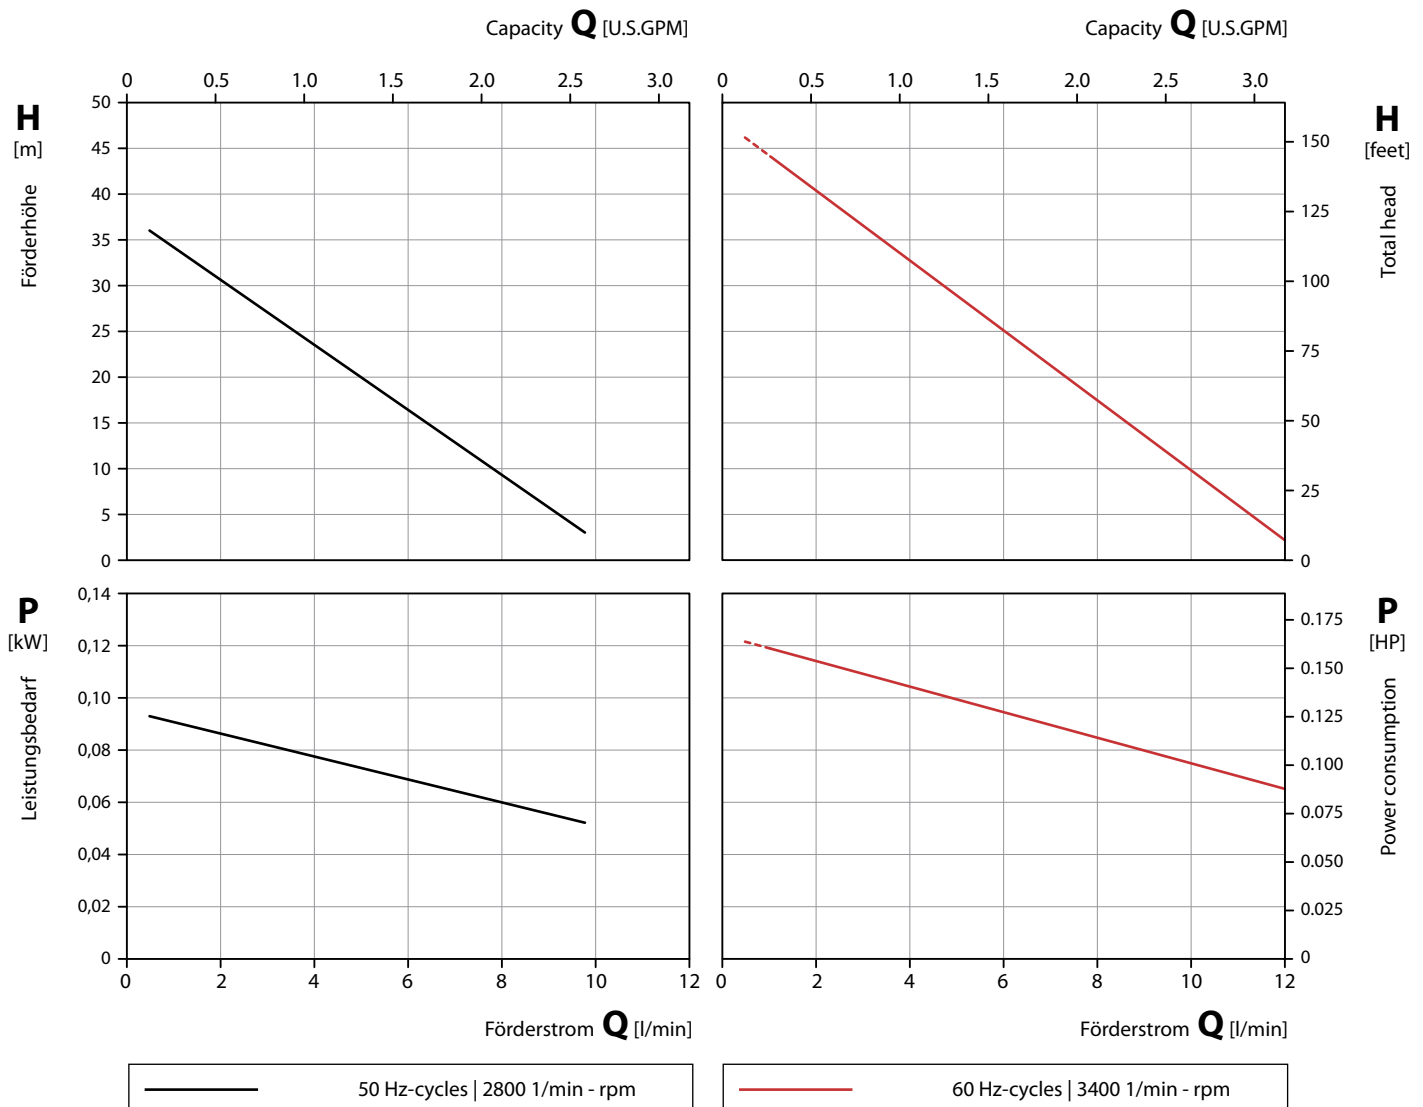 Capacity Q [U.S.GPM]
Capacity Q [U.S.GPM]
0 0.5 1.0 1.5 2.0 2.5 3.0
0 0.5 1.0 1.5 2.0 2.5 3.0
H
[m]
Förderhöhe
50
45
40
35
30
25
20
15
10
5
0
H
[feet]
Total head
150
125
100
75
50
25
0
P
[kW]
Leistungsbedarf
0,14
0,12
0,10
0,08
0,06
0,04
0,02
0
P
[HP]
Power consumption
0.175
0.150
0.125
0.100
0.075
0.050
0.025
0
0 2 4 6 8 10 12
0 2 4 6 8 10 12
Förderstrom Q [l/min]
Förderstrom Q [l/min]
50 Hz-cycles | 2800 1/min - rpm
60 Hz-cycles | 3400 1/min - rpm